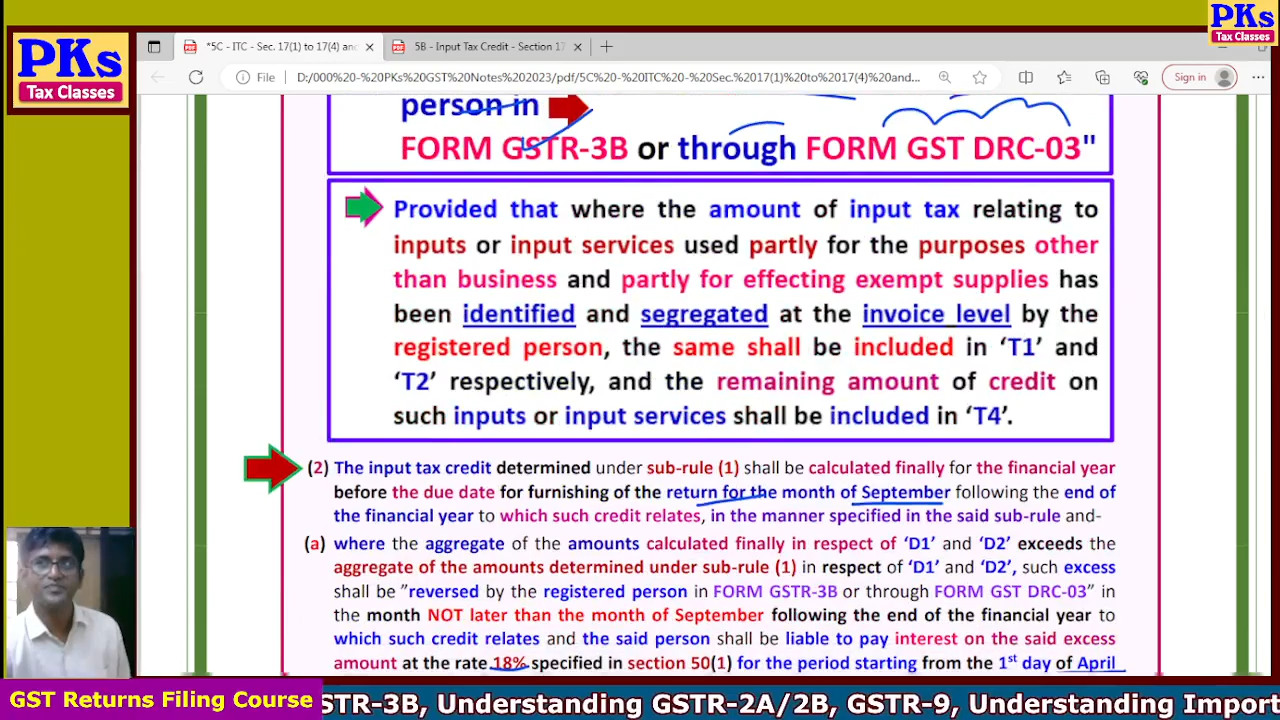 PKs
Tax Classes
PKs
Tax Classes
*5C - ITC - Sec. 17(1) to 17(4) and
5B - Input Tax Credit - Section 17
File
D:/000%20-%20PKs%20GST%20Notes%202023/pdf/5C%20-%20ITC%20-%20Sec.%2017(1)%20to%2017(4)%20and...
Sign in
person in
FORM GSTR-3B or through FORM GST DRC-03"
Provided that where the amount of input tax relating to
inputs or input services used partly for the purposes other
than business and partly for effecting exempt supplies has
been identified and segregated at the invoice level by the
registered person, the same shall be included in ‘T1’ and
‘T2’ respectively, and the remaining amount of credit on
such inputs or input services shall be included in ‘T4’.
(2) The input tax credit determined under sub-rule (1) shall be calculated finally for the financial year
before the due date for furnishing of the return for the month of September following the end of
the financial year to which such credit relates, in the manner specified in the said sub-rule and-
(a) where the aggregate of the amounts calculated finally in respect of ‘D1’ and ‘D2’ exceeds the
aggregate of the amounts determined under sub-rule (1) in respect of ‘D1’ and ‘D2’, such excess
shall be "reversed by the registered person in FORM GSTR-3B or through FORM GST DRC-03" in
the month NOT later than the month of September following the end of the financial year to
which such credit relates and the said person shall be liable to pay interest on the said excess
amount at the rate 18% specified in section 50(1) for the period starting from the 1st day of April
GST Returns Filing Course
STR-3B, Understanding GSTR-2A/2B, GSTR-9, Understanding Import